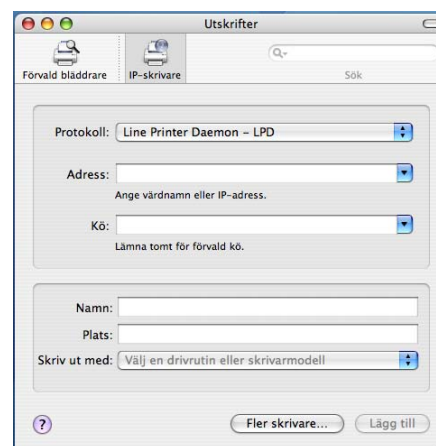 Utskrifter
Förvald bläddrare IP-skrivare Sök
Protokoll: Line Printer Daemon – LPD
Adress:
Ange värdnamn eller IP-adress.
Kö:
Lämna tomt för förvald kö.
Namn:
Plats:
Skriv ut med: Välj en drivrutin eller skrivarmodell
? Fler skrivare... Lägg till